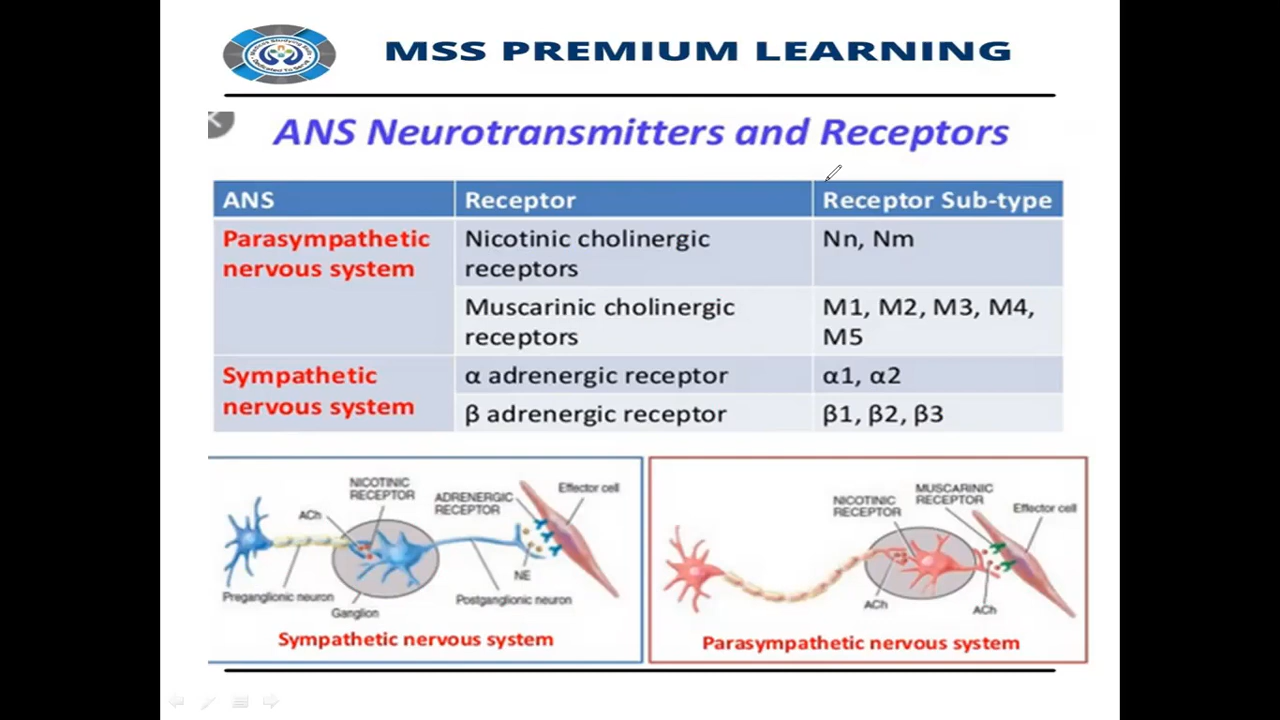 MSS PREMIUM LEARNING
ANS Neurotransmitters and Receptors
ANS
Receptor
Receptor Sub-type
Parasympathetic
nervous system
Nicotinic cholinergic
receptors
Nn, Nm
Muscarinic cholinergic
receptors
M1, M2, M3, M4,
M5
Sympathetic
nervous system
α adrenergic receptor
α1, α2
β adrenergic receptor
β1, β2, β3
NICOTINIC
RECEPTOR
ADRENERGIC
RECEPTOR
Effector cell
ACh
NE
Preganglionic neuron
Ganglion
Postganglionic neuron
Sympathetic nervous system
NICOTINIC
RECEPTOR
MUSCARINIC
RECEPTOR
Effector cell
ACh
ACh
Parasympathetic nervous system